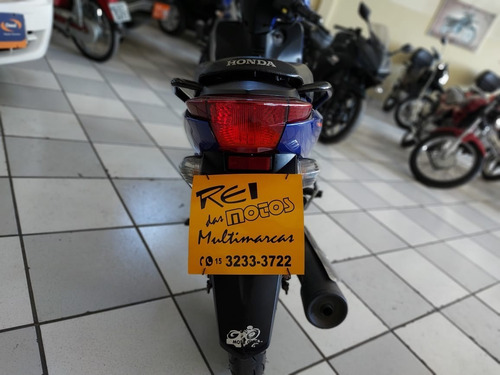 HONDA
REI
das MOTOS
Multimarcas
15 3233-3722